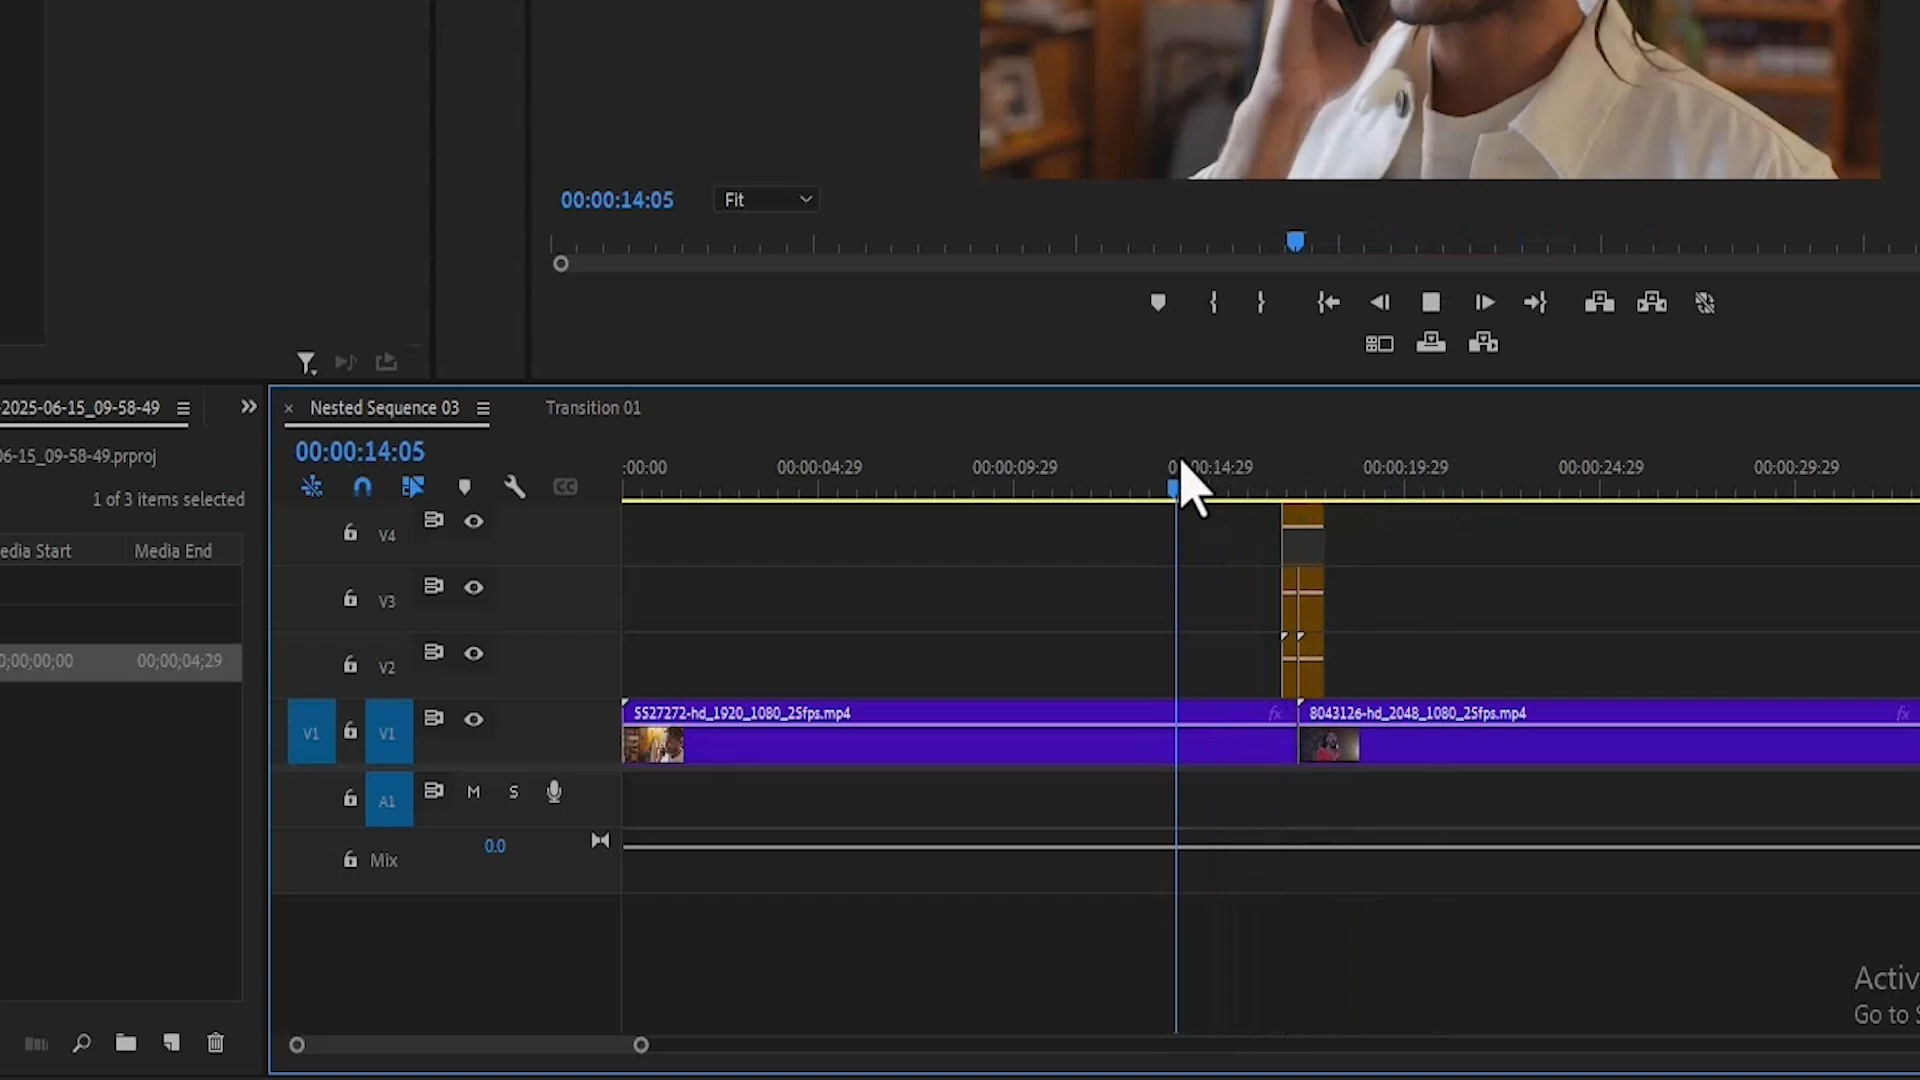 00:00:14:05
Fit
2025-06-15_09-58-49
06-15_09-58-49.prproj
1 of 3 items selected
edia Start
Media End
0;00;00;00
00;00;04;29
Nested Sequence 03
Transition 01
00:00:14:05
:00:00
00:00:04:29
00:00:09:29
00:00:14:29
00:00:19:29
00:00:24:29
00:00:29:29
CC
V4
V3
V2
V1
V1
5527272-hd_1920_1080_25fps.mp4
fx
8043126-hd_2048_1080_25fps.mp4
fx
A1
M
S
Mix
0.0
Activ
Go to S